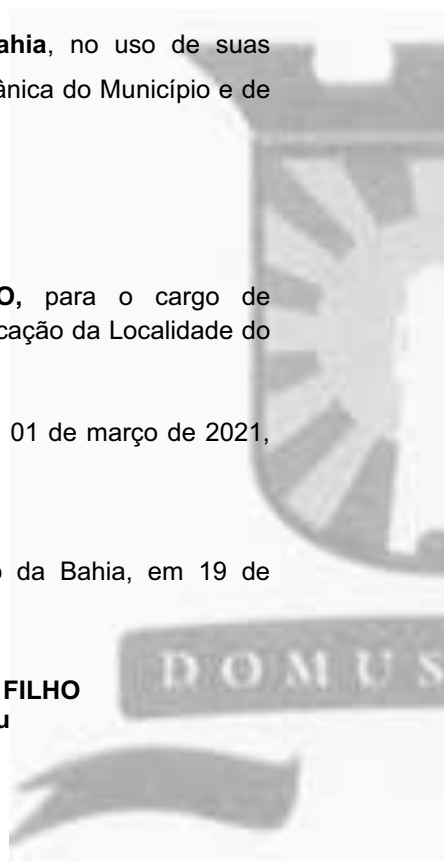 ahia, no uso de suas
ânica do Município e de
O, para o cargo de
cação da Localidade do
01 de março de 2021,
o da Bahia, em 19 de
FILHO
u
DOMUS